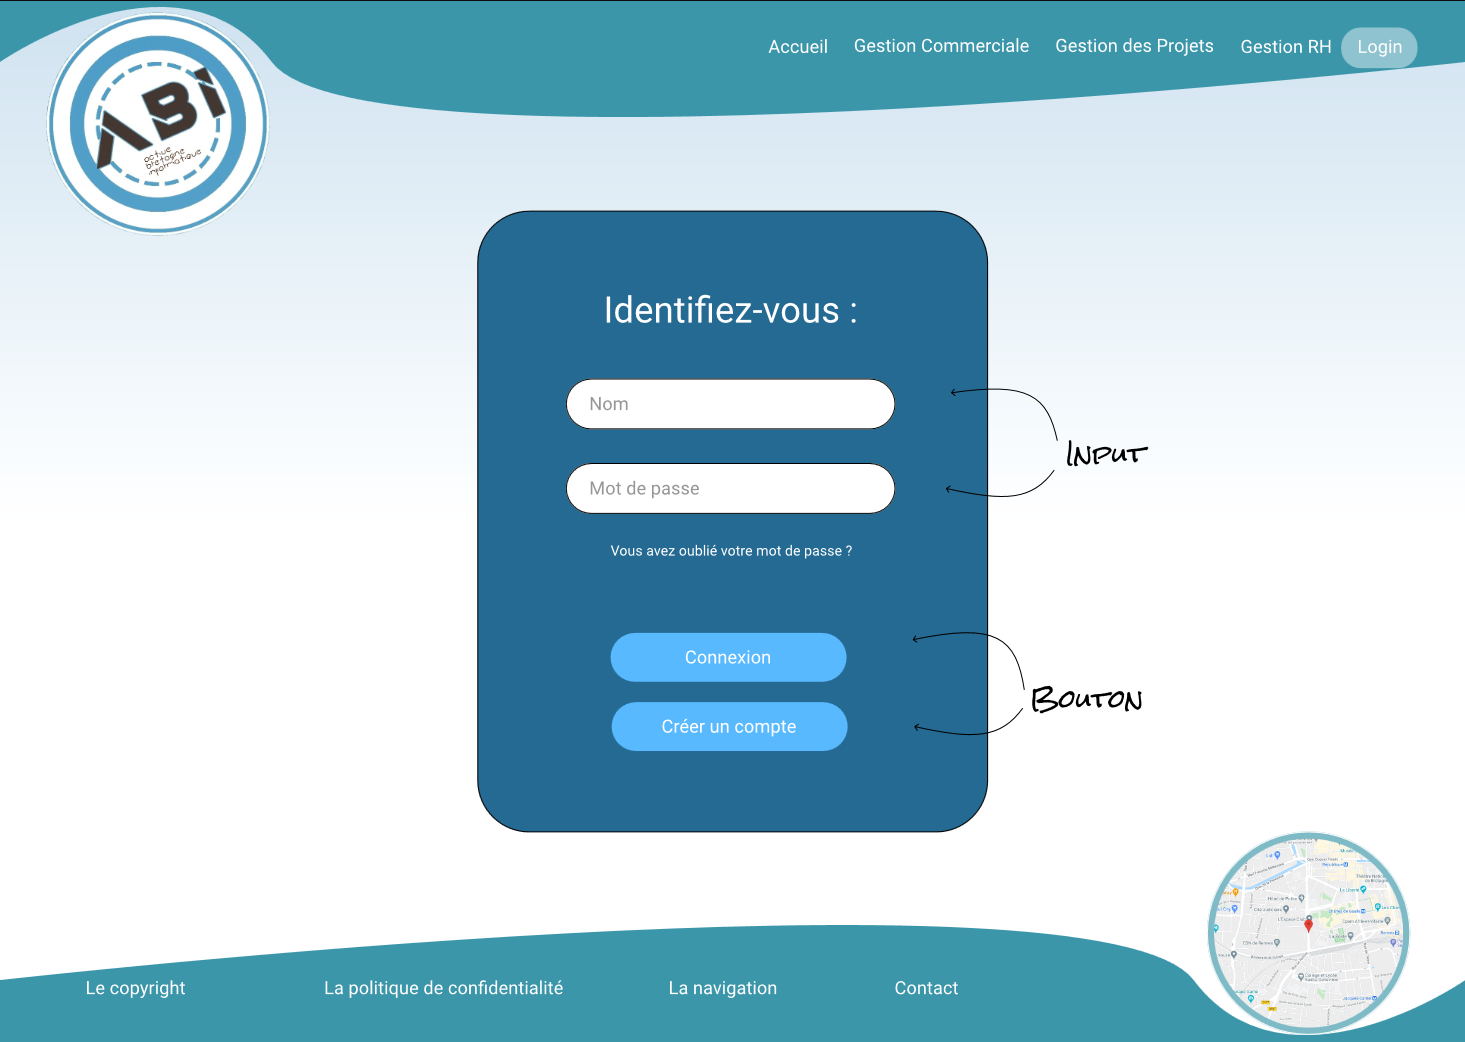 Accueil
Gestion Commerciale
Gestion des Projets
Gestion RH
Login
ABI
active
bretagne
informatique
Identifiez-vous :
Nom
Mot de passe
Input
Vous avez oublié votre mot de passe ?
Connexion
Bouton
Créer un compte
Le copyright
La politique de confidentialité
La navigation
Contact